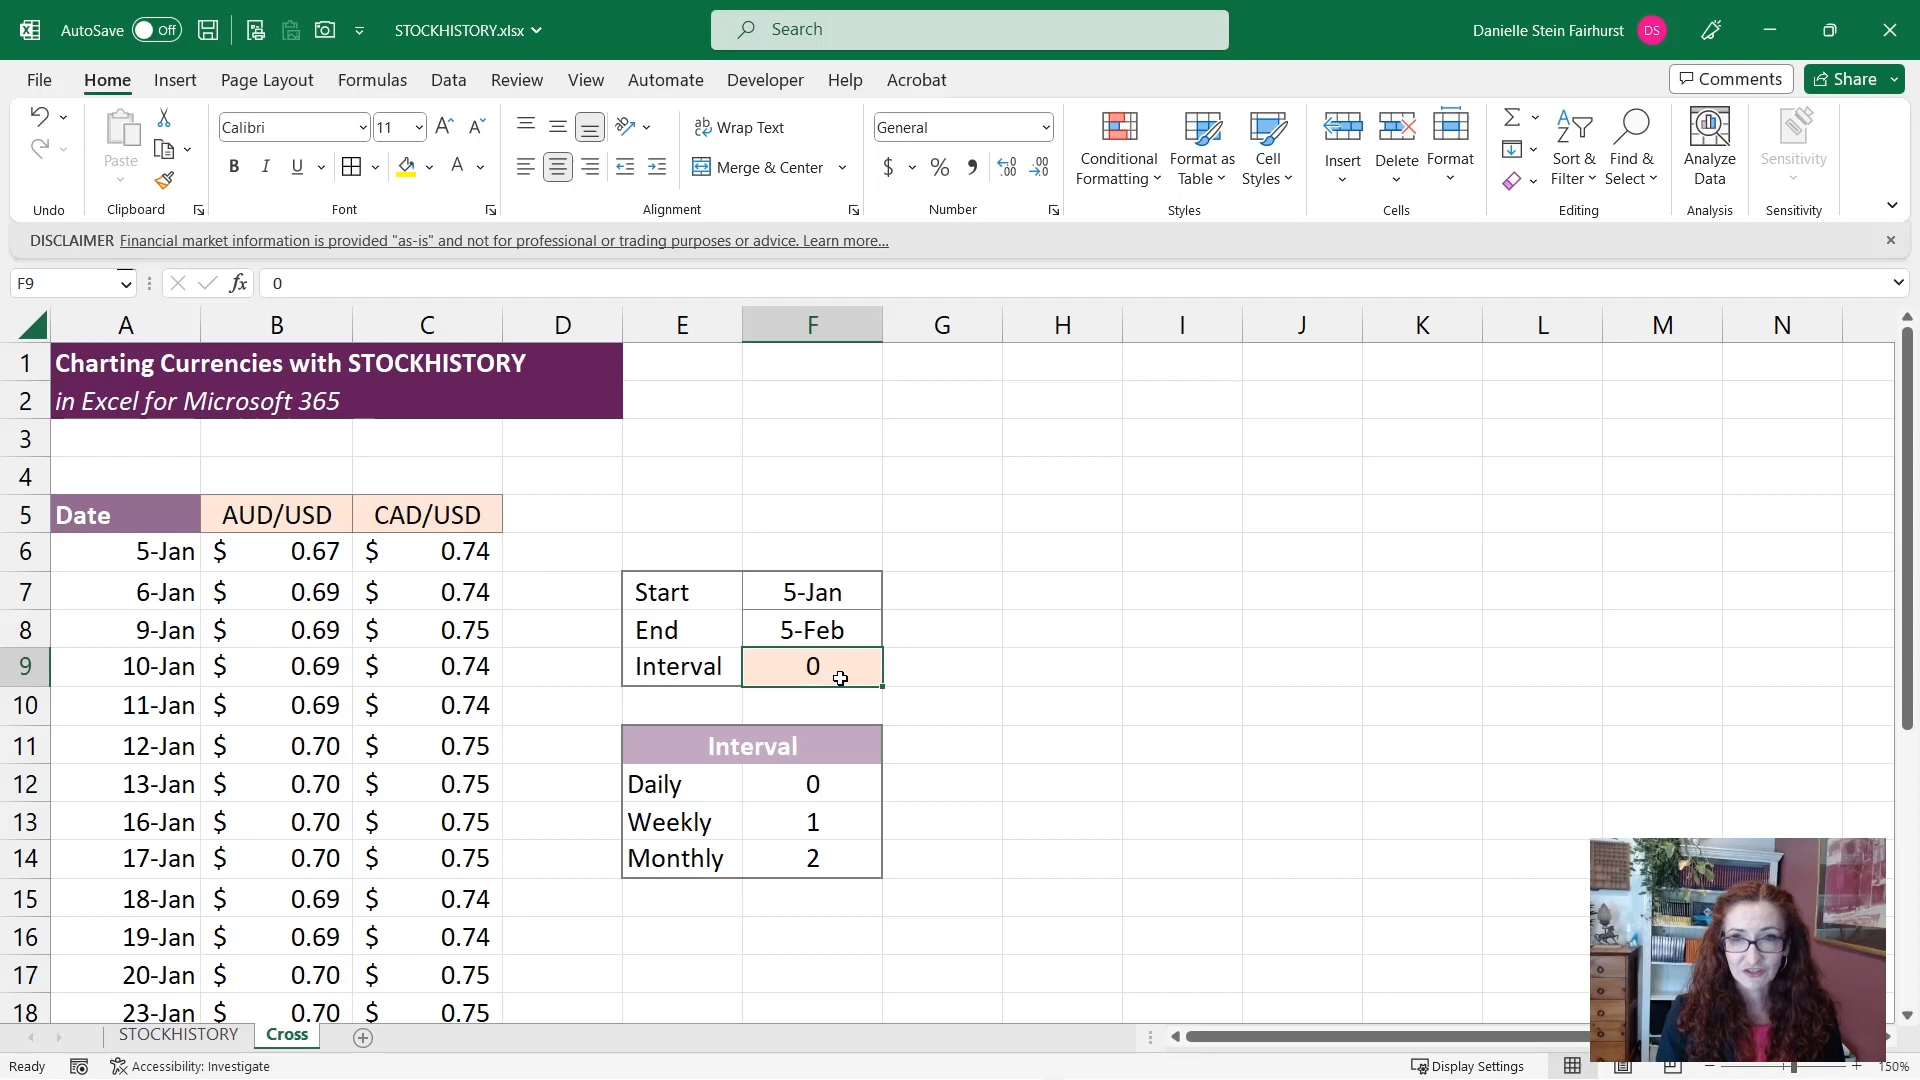 AutoSave Off STOCKHISTORY.xlsx Search Danielle Stein Fairhurst DS
File Home Insert Page Layout Formulas Data Review View Automate Developer Help Acrobat Comments Share
Paste Calibri 11 Wrap Text General Conditional Formatting Format as Table Cell Styles Insert Delete Format Sort & Filter Find & Select Analyze Data Sensitivity
B I U A Merge & Center $ %
Undo Clipboard Font Alignment Number Styles Cells Editing Analysis Sensitivity
DISCLAIMER Financial market information is provided "as-is" and not for professional or trading purposes or advice. Learn more...
F9 fx 0
A B C D E F G H I J K L M N
1 Charting Currencies with STOCKHISTORY
2 in Excel for Microsoft 365
3
4
5 Date AUD/USD CAD/USD
6 5-Jan $ 0.67 $ 0.74
7 6-Jan $ 0.69 $ 0.74 Start 5-Jan
8 9-Jan $ 0.69 $ 0.75 End 5-Feb
9 10-Jan $ 0.69 $ 0.74 Interval 0
10 11-Jan $ 0.69 $ 0.74
11 12-Jan $ 0.70 $ 0.75 Interval
12 13-Jan $ 0.70 $ 0.75 Daily 0
13 16-Jan $ 0.70 $ 0.75 Weekly 1
14 17-Jan $ 0.70 $ 0.75 Monthly 2
15 18-Jan $ 0.69 $ 0.74
16 19-Jan $ 0.69 $ 0.74
17 20-Jan $ 0.70 $ 0.75
18 23-Jan $ 0.70 $ 0.75
STOCKHISTORY Cross
Ready Accessibility: Investigate Display Settings 150%